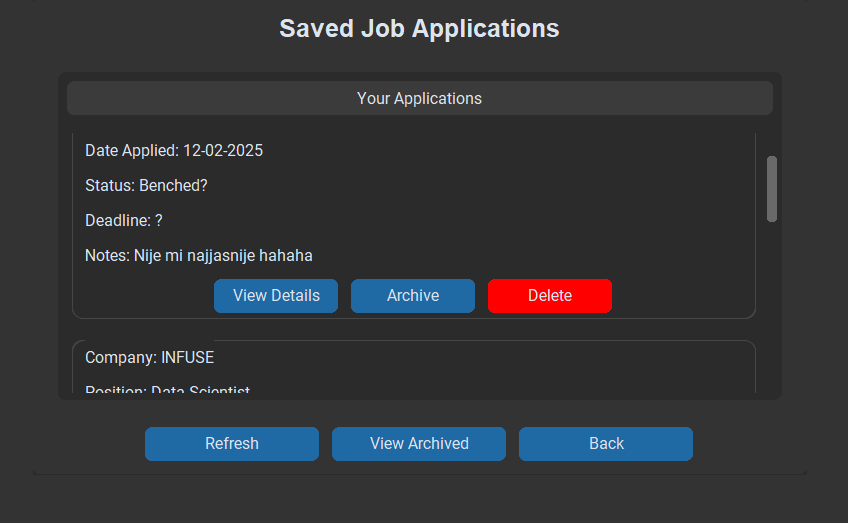 Saved Job Applications
Your Applications
Date Applied: 12-02-2025
Status: Benched?
Deadline: ?
Notes: Nije mi najjasnije hahaha
View Details Archive Delete
Company: INFUSE
Position: Data Scientist
Refresh View Archived Back